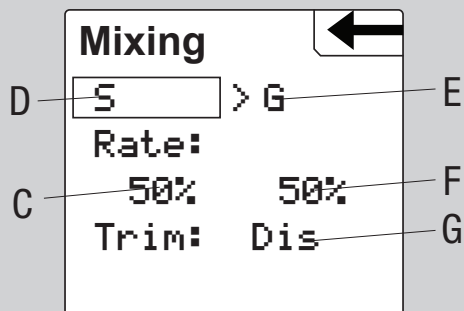 Mixing
D S > G E
Rate:
C 50% 50% F
Trim: Dis G